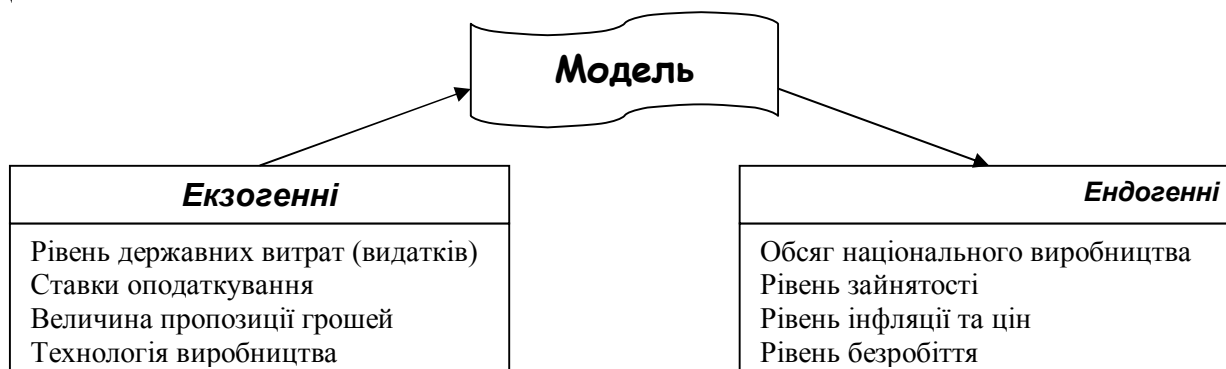 Модель
Екзогенні
Рівень державних витрат (видатків)
Ставки оподаткування
Величина пропозиції грошей
Технологія виробництва
Ендогенні
Обсяг національного виробництва
Рівень зайнятості
Рівень інфляції та цін
Рівень безробіття